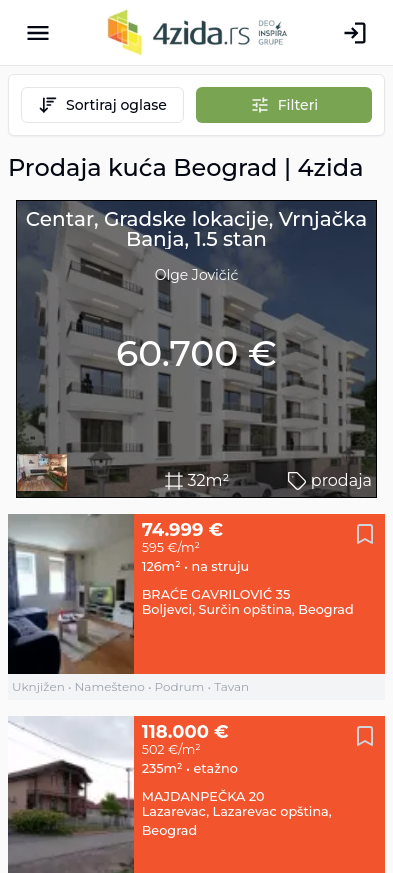 4zida.rs
DEO
INSPIRA
GRUPE
Sortiraj oglase
Filteri
Prodaja kuća Beograd | 4zida
Centar, Gradske lokacije, Vrnjačka
Banja, 1.5 stan
Olge Jovičić
60.700 €
32m²
prodaja
74.999 €
595 €/m²
126m² • na struju
BRAĆE GAVRILOVIĆ 35
Boljevci, Surčin opština, Beograd
Uknjižen • Namešteno • Podrum • Tavan
118.000 €
502 €/m²
235m² • etažno
MAJDANPEČKA 20
Lazarevac, Lazarevac opština,
Beograd